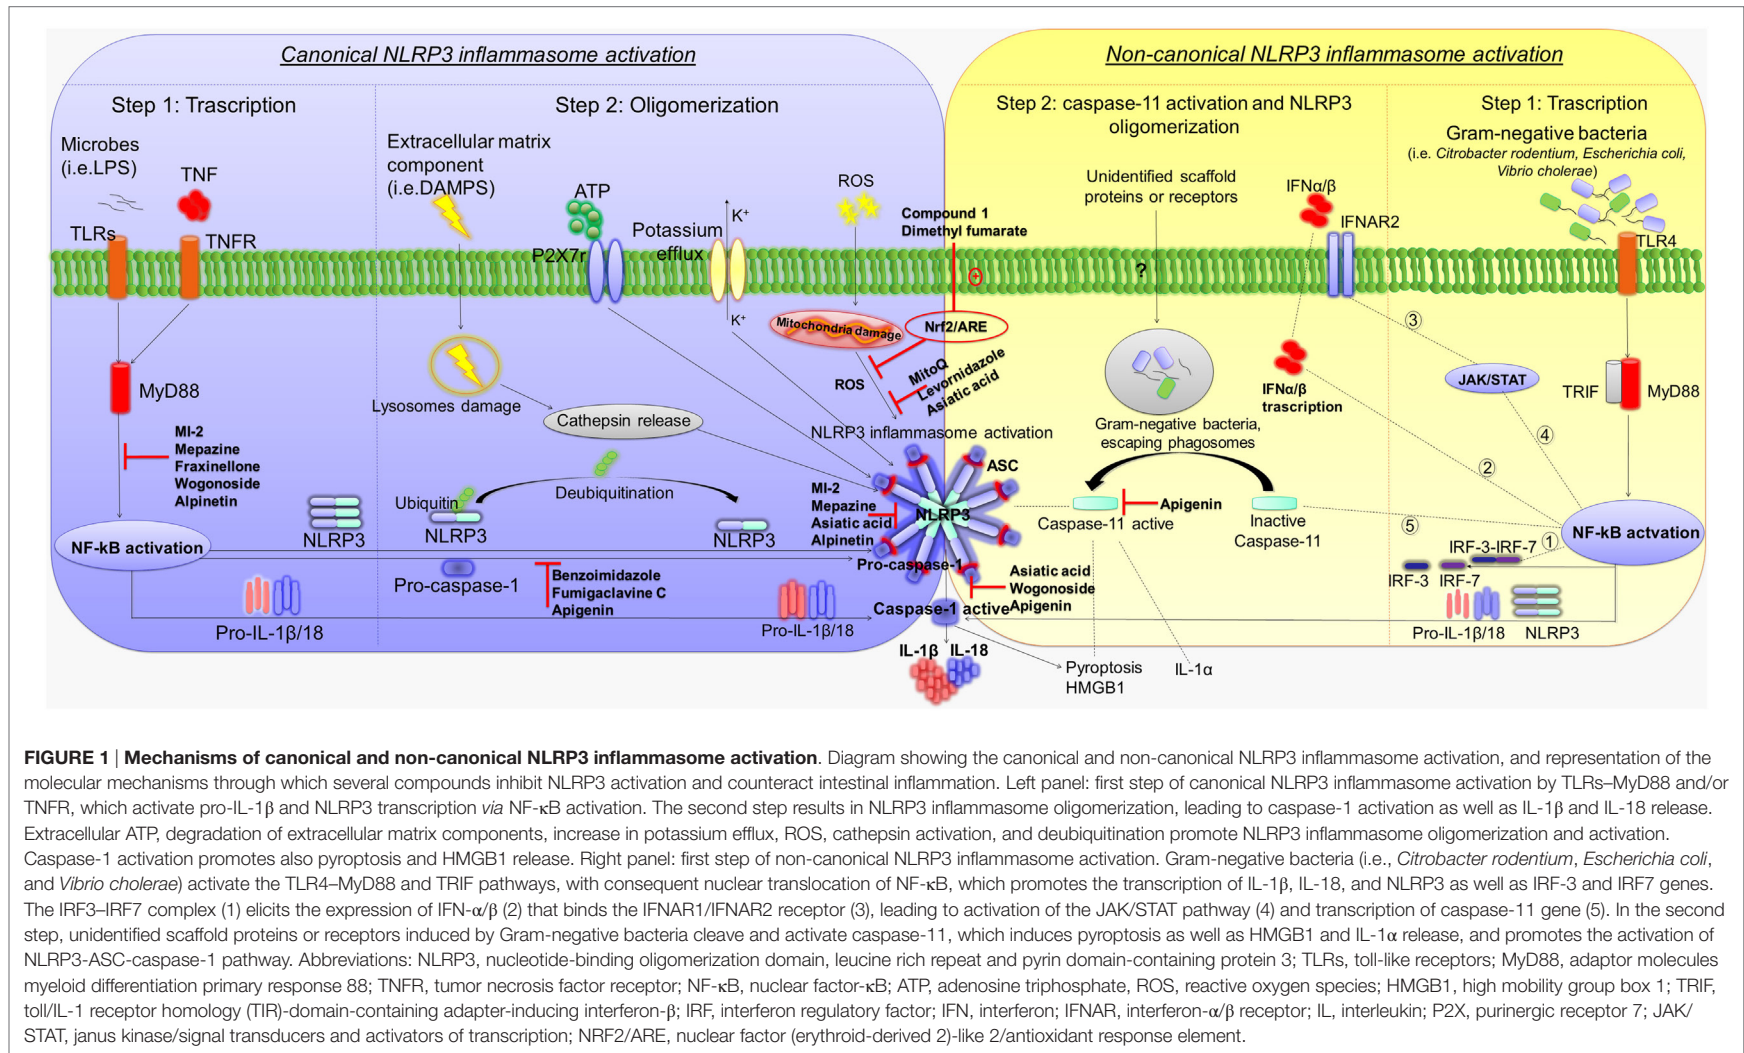 Canonical NLRP3 inflammasome activation
Step 1: Trascription
Step 2: Oligomerization
Microbes
(i.e.LPS)
TNF
TLRs
TNFR
MyD88
MI-2
Mepazine
Fraxinellone
Wogonoside
Alpinetin
NF-kB activation
NLRP3
Pro-IL-1β/18
Extracellular matrix
component
(i.e.DAMPS)
ATP
P2X7r
Potassium
efflux
K⁺
K⁺
ROS
Mitochondria damage
ROS
Compound 1
Dimethyl fumarate
+
Nrf2/ARE
MitoQ
Levornidazole
Asiatic acid
Lysosomes damage
Cathepsin release
Ubiquitin
Deubiquitination
NLRP3
NLRP3
Pro-caspase-1
Benzoimidazole
Fumigaclavine C
Apigenin
Pro-IL-1β/18
NLRP3 inflammasome activation
ASC
NLRP3
MI-2
Mepazine
Asiatic acid
Alpinetin
Pro-caspase-1
Asiatic acid
Wogonoside
Apigenin
Caspase-1 active
IL-1β IL-18
Pyroptosis
HMGB1
IL-1α
Non-canonical NLRP3 inflammasome activation
Step 2: caspase-11 activation and NLRP3
oligomerization
Step 1: Trascription
Unidentified scaffold
proteins or receptors
?
Gram-negative bacteria,
escaping phagosomes
Caspase-11 active
Apigenin
Inactive
Caspase-11
IFNα/β
IFNAR2
IFNα/β
trascription
Gram-negative bacteria
(i.e. Citrobacter rodentium, Escherichia coli,
Vibrio cholerae)
TLR4
3
JAK/STAT
TRIF
MyD88
4
2
5
NF-kB actvation
1
IRF-3-IRF-7
IRF-3
IRF-7
Pro-IL-1β/18
NLRP3
FIGURE 1 | Mechanisms of canonical and non-canonical NLRP3 inflammasome activation. Diagram showing the canonical and non-canonical NLRP3 inflammasome activation, and representation of the
molecular mechanisms through which several compounds inhibit NLRP3 activation and counteract intestinal inflammation. Left panel: first step of canonical NLRP3 inflammasome activation by TLRs–MyD88 and/or
TNFR, which activate pro-IL-1β and NLRP3 transcription via NF-κB activation. The second step results in NLRP3 inflammasome oligomerization, leading to caspase-1 activation as well as IL-1β and IL-18 release.
Extracellular ATP, degradation of extracellular matrix components, increase in potassium efflux, ROS, cathepsin activation, and deubiquitination promote NLRP3 inflammasome oligomerization and activation.
Caspase-1 activation promotes also pyroptosis and HMGB1 release. Right panel: first step of non-canonical NLRP3 inflammasome activation. Gram-negative bacteria (i.e., Citrobacter rodentium, Escherichia coli,
and Vibrio cholerae) activate the TLR4–MyD88 and TRIF pathways, with consequent nuclear translocation of NF-κB, which promotes the transcription of IL-1β, IL-18, and NLRP3 as well as IRF-3 and IRF7 genes.
The IRF3–IRF7 complex (1) elicits the expression of IFN-α/β (2) that binds the IFNAR1/IFNAR2 receptor (3), leading to activation of the JAK/STAT pathway (4) and transcription of caspase-11 gene (5). In the second
step, unidentified scaffold proteins or receptors induced by Gram-negative bacteria cleave and activate caspase-11, which induces pyroptosis as well as HMGB1 and IL-1α release, and promotes the activation of
NLRP3-ASC-caspase-1 pathway. Abbreviations: NLRP3, nucleotide-binding oligomerization domain, leucine rich repeat and pyrin domain-containing protein 3; TLRs, toll-like receptors; MyD88, adaptor molecules
myeloid differentiation primary response 88; TNFR, tumor necrosis factor receptor; NF-κB, nuclear factor-κB; ATP, adenosine triphosphate, ROS, reactive oxygen species; HMGB1, high mobility group box 1; TRIF,
toll/IL-1 receptor homology (TIR)-domain-containing adapter-inducing interferon-β; IRF, interferon regulatory factor; IFN, interferon; IFNAR, interferon-α/β receptor; IL, interleukin; P2X, purinergic receptor 7; JAK/
STAT, janus kinase/signal transducers and activators of transcription; NRF2/ARE, nuclear factor (erythroid-derived 2)-like 2/antioxidant response element.